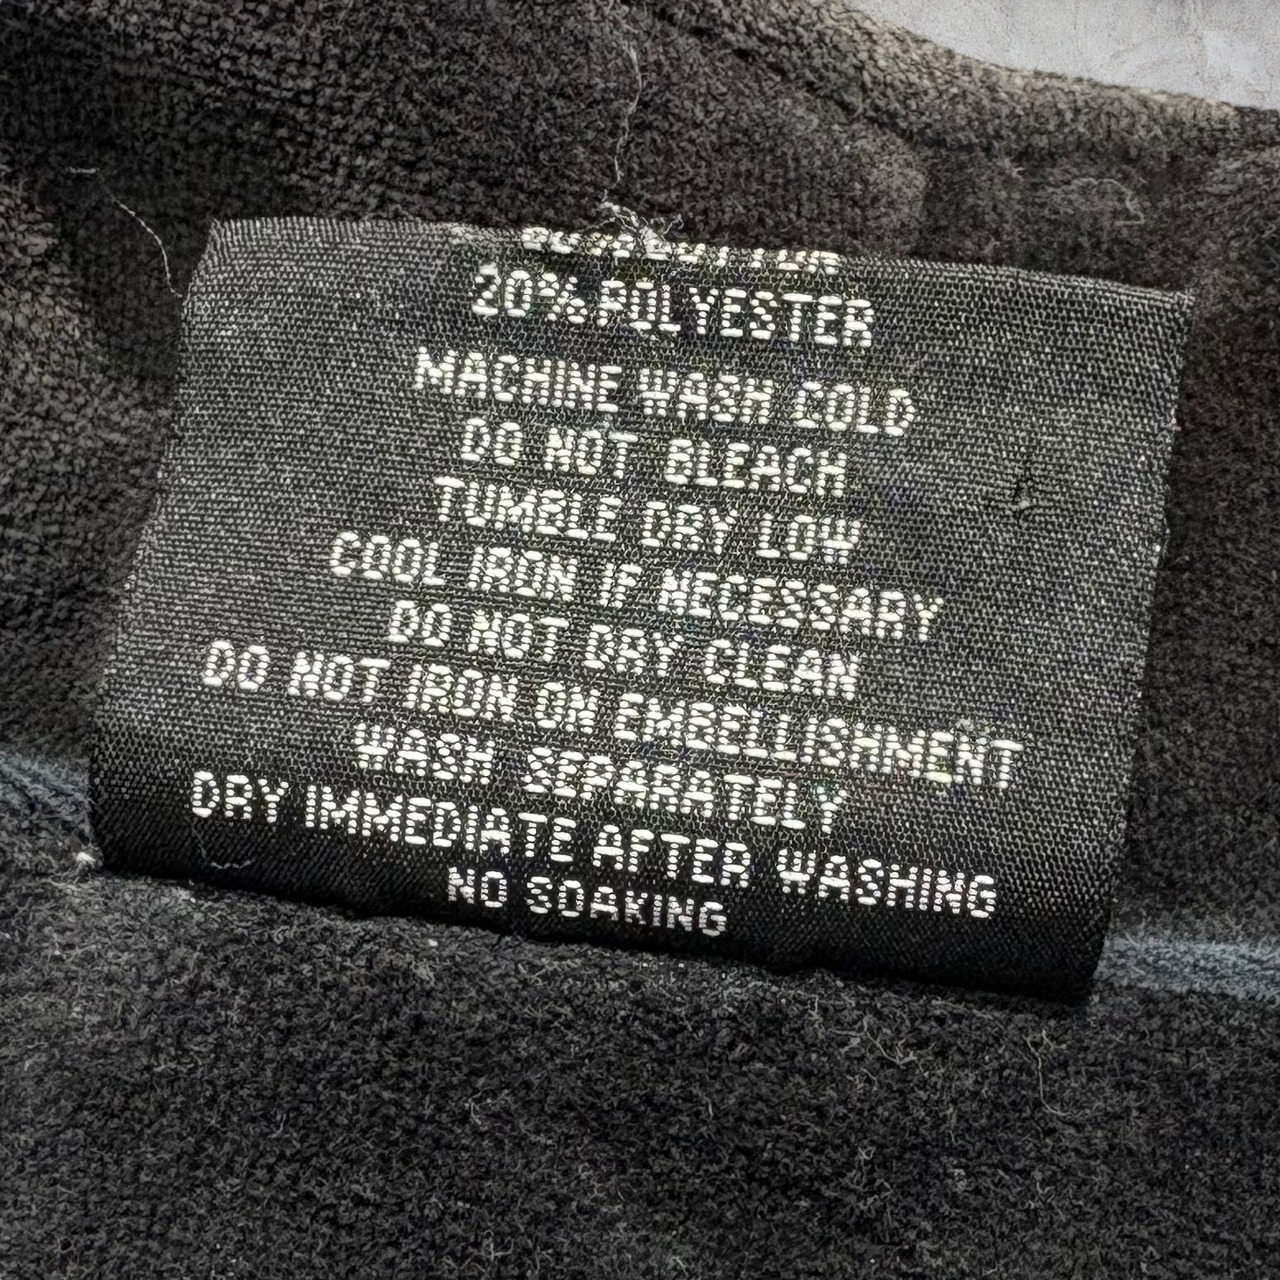 20% POLYESTER
MACHINE WASH COLD
DO NOT BLEACH
TUMBLE DRY LOW
COOL IRON IF NECESSARY
DO NOT DRY CLEAN
DO NOT IRON ON EMBELLISHMENT
WASH SEPARATELY
DRY IMMEDIATE AFTER WASHING
NO SOAKING